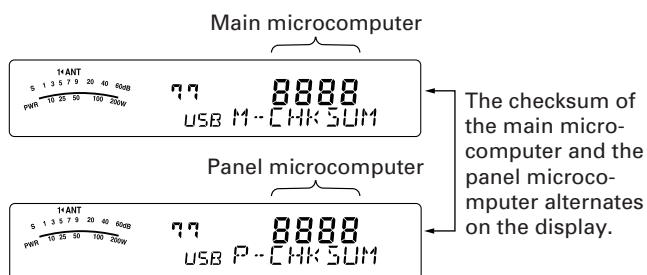 Main microcomputer
1◄ANT
S 1 3 5 7 9 20 40 60dB
PWR 10 25 50 100 200W
77 8888
USB M-CHKSUM
The checksum of
the main micro-
computer and the
panel microco-
mputer alternates
on the display.
Panel microcomputer
1◄ANT
S 1 3 5 7 9 20 40 60dB
PWR 10 25 50 100 200W
77 8888
USB P-CHKSUM